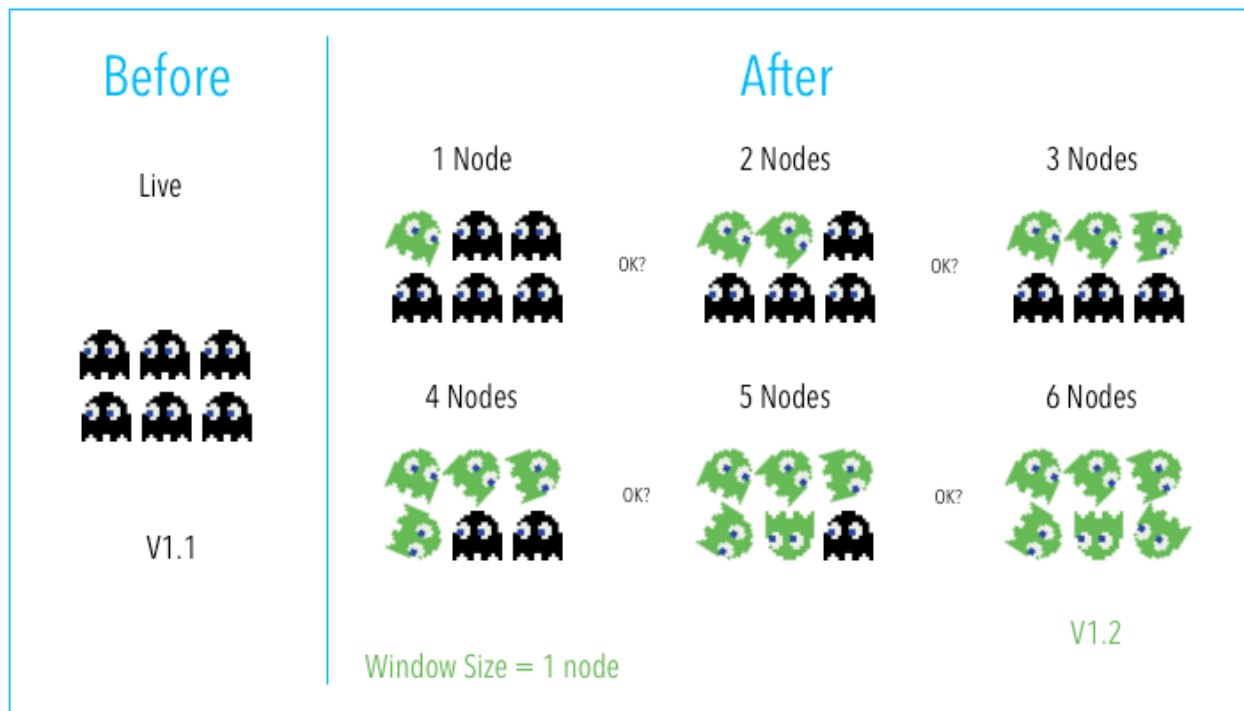 Before
Live
V1.1
After
1 Node
2 Nodes
3 Nodes
OK?
OK?
4 Nodes
5 Nodes
6 Nodes
OK?
OK?
V1.2
Window Size = 1 node